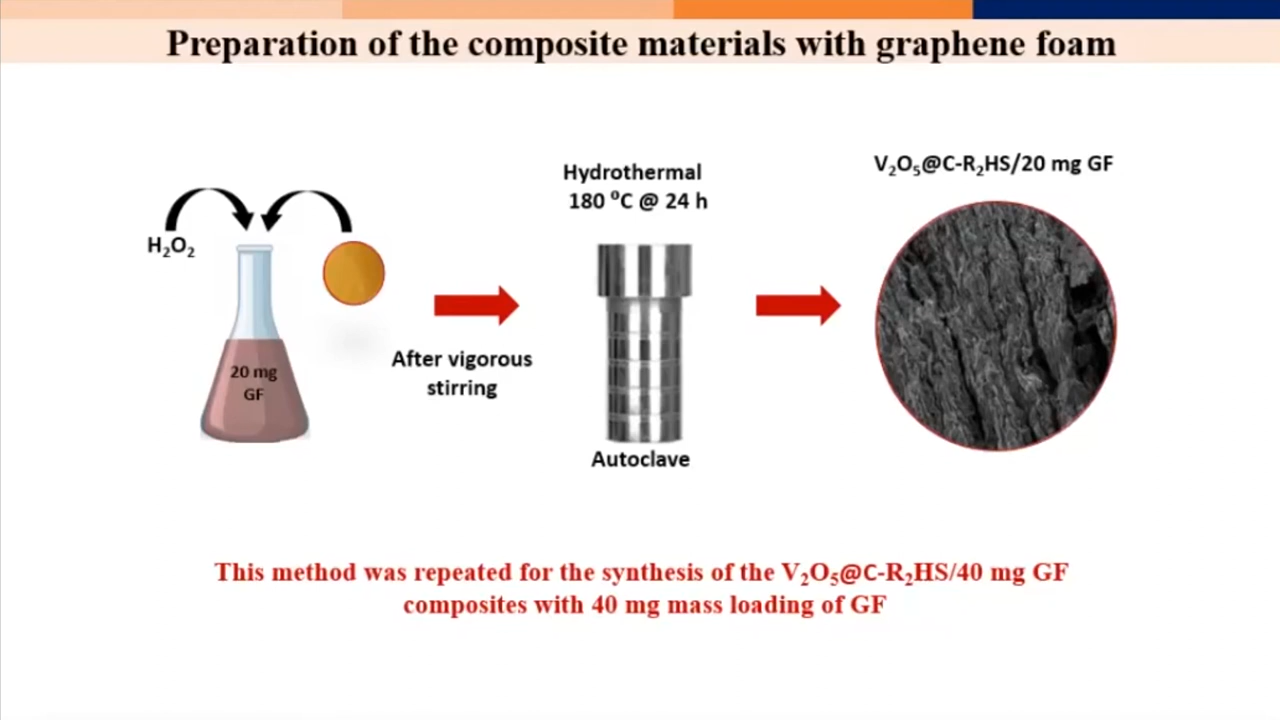 Preparation of the composite materials with graphene foam
H₂O₂
20 mg
GF
After vigorous
stirring
Hydrothermal
180 ⁰C @ 24 h
Autoclave
V₂O₅@C-R₂HS/20 mg GF
This method was repeated for the synthesis of the V₂O₅@C-R₂HS/40 mg GF
composites with 40 mg mass loading of GF